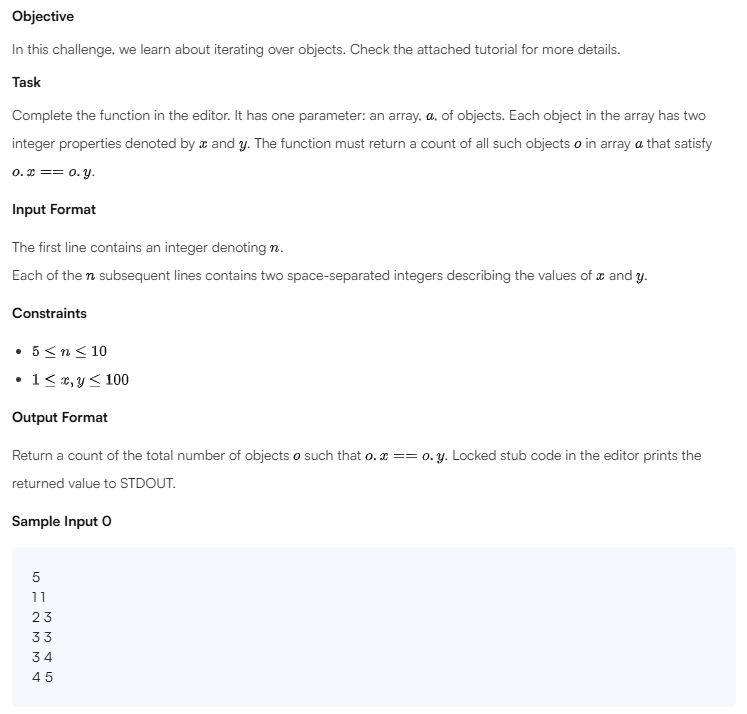 Objective
In this challenge, we learn about iterating over objects. Check the attached tutorial for more details.
Task
Complete the function in the editor. It has one parameter: an array, a, of objects. Each object in the array has two
integer properties denoted by x and y. The function must return a count of all such objects o in array a that satisfy
o. x == o. y.
Input Format
The first line contains an integer denoting n.
Each of the n subsequent lines contains two space-separated integers describing the values of x and y.
Constraints
• 5 ≤ n ≤ 10
• 1 ≤ x, y ≤ 100
Output Format
Return a count of the total number of objects o such that o. x == o. y. Locked stub code in the editor prints the
returned value to STDOUT.
Sample Input 0
5
1 1
2 3
3 3
3 4
4 5